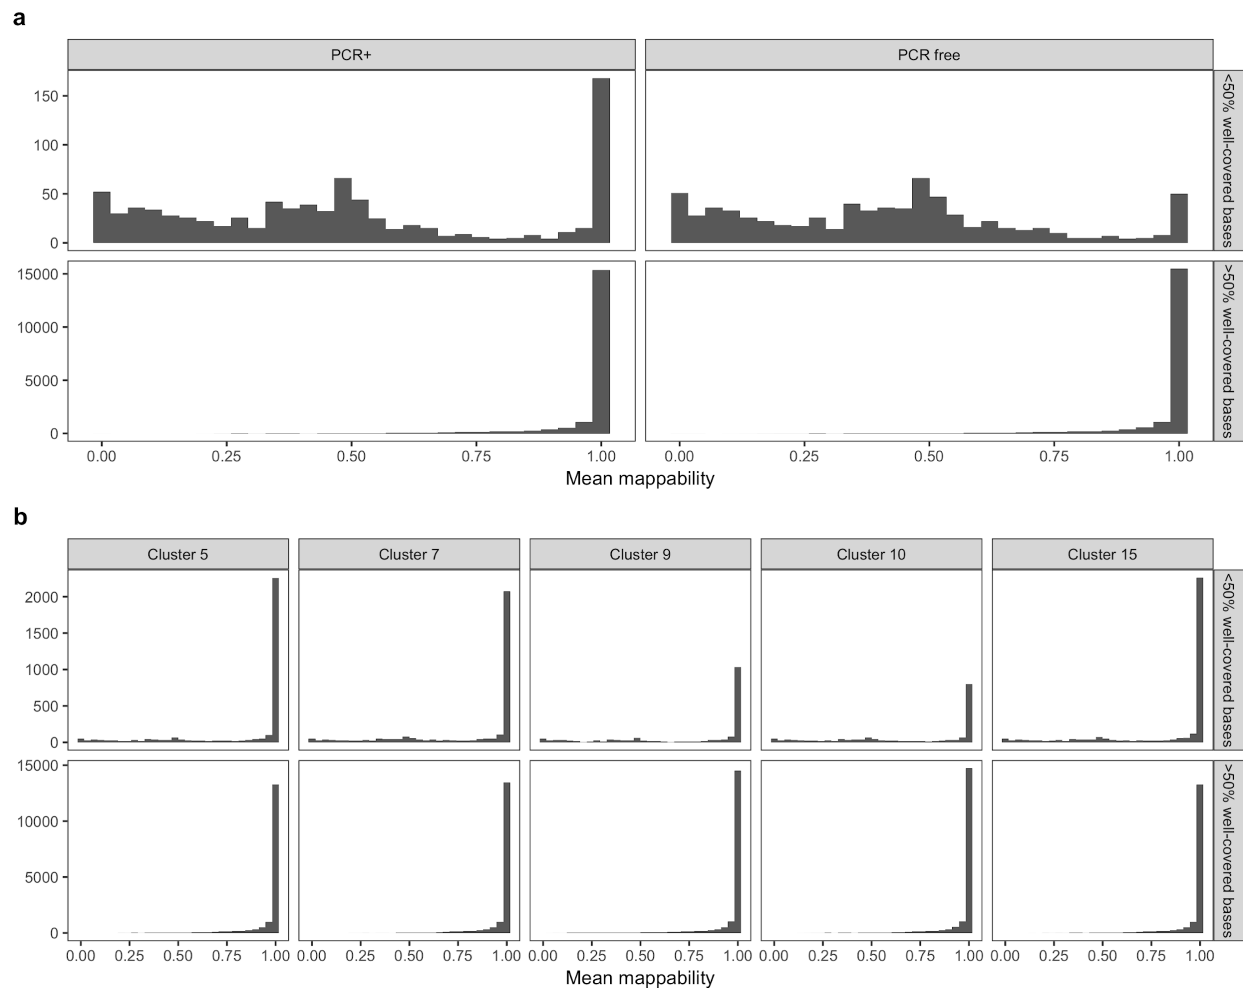 a
PCR+
PCR free
150
100
50
0
<50% well-covered bases
15000
10000
5000
0
>50% well-covered bases
0.00 0.25 0.50 0.75 1.00
0.00 0.25 0.50 0.75 1.00
Mean mappability
b
Cluster 5
Cluster 7
Cluster 9
Cluster 10
Cluster 15
2000
1500
1000
500
0
<50% well-covered bases
15000
10000
5000
0
>50% well-covered bases
0.00 0.25 0.50 0.75 1.00
0.00 0.25 0.50 0.75 1.00
0.00 0.25 0.50 0.75 1.00
0.00 0.25 0.50 0.75 1.00
0.00 0.25 0.50 0.75 1.00
Mean mappability